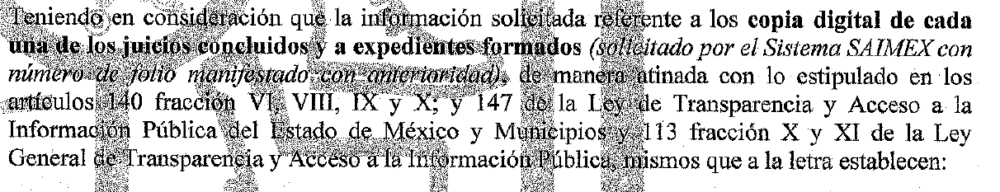 Teniendo en consideración que la información solicitada referente a los copia digital de cada
una de los juicios concluidos y a expedientes formados (solicitado por el Sistema SAIMEX con
número de folio manifestado con anterioridad), de manera atinada con lo estipulado en los
artículos 140 fracción VI, VIII, IX y X; y 147 de la Ley de Transparencia y Acceso a la
Información Pública del Estado de México y Municipios y 113 fracción X y XI de la Ley
General de Transparencia y Acceso a la Información Pública, mismos que a la letra establecen: